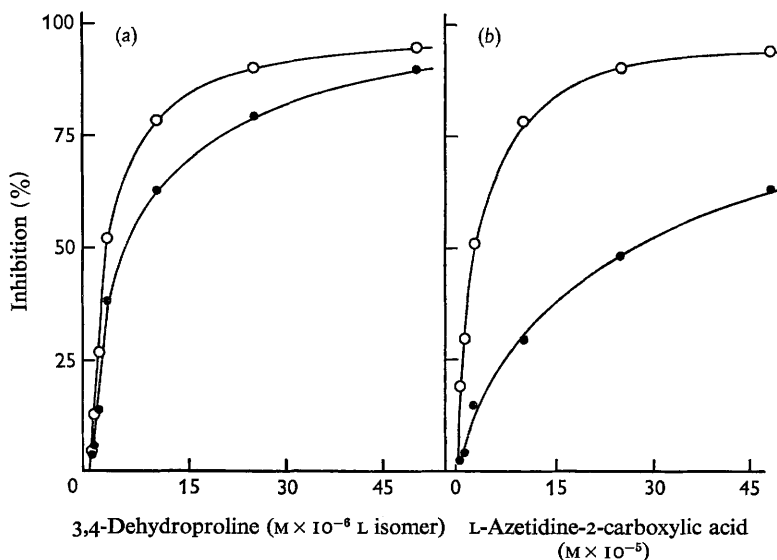 (a)
(b)
100
75
50
25
Inhibition (%)
0
15
30
45
0
15
30
45
3,4-Dehydroproline (M × 10⁻⁶ L isomer)
L-Azetidine-2-carboxylic acid
(M × 10⁻⁵)